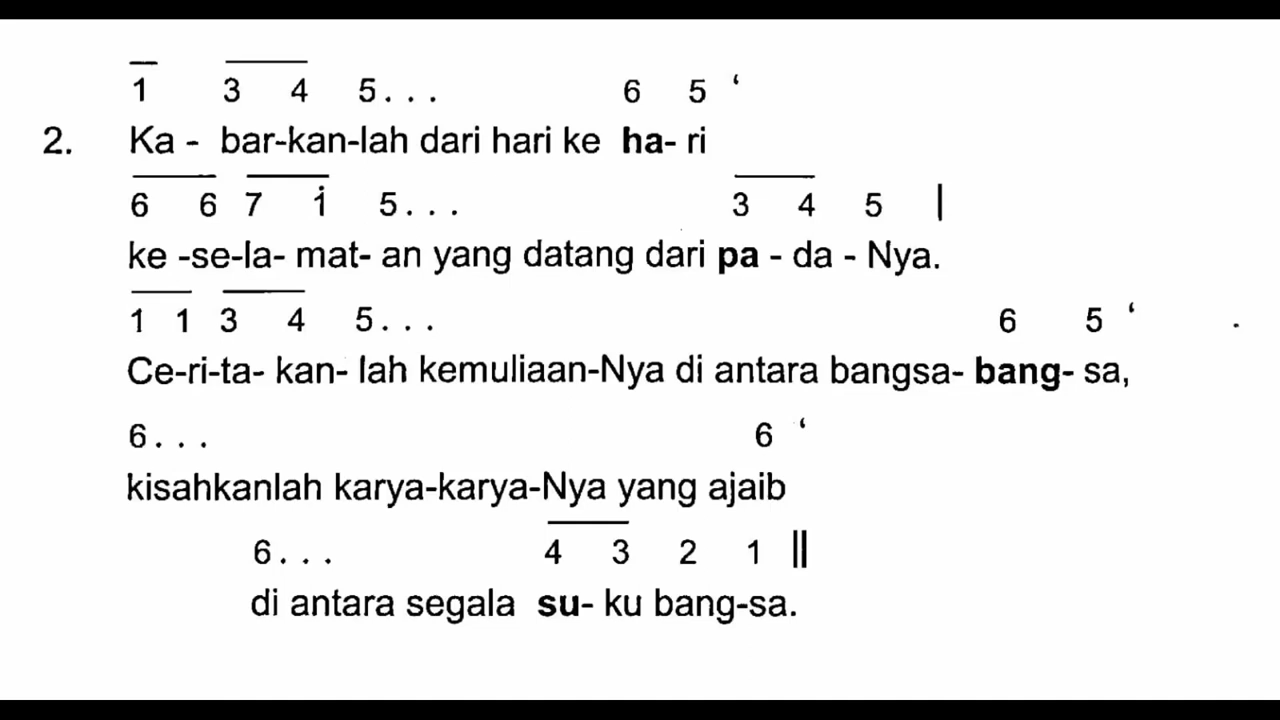 1 3 4 5... 6 5 ‘
2. Ka - bar-kan-lah dari hari ke ha- ri
6 6 7 1̇ 5... 3 4 5 |
ke -se-la- mat- an yang datang dari pa - da - Nya.
1 1 3 4 5... 6 5 ‘
Ce-ri-ta- kan- lah kemuliaan-Nya di antara bangsa- bang- sa,
6... 6 ‘
kisahkanlah karya-karya-Nya yang ajaib
6... 4 3 2 1 ||
di antara segala su- ku bang-sa.